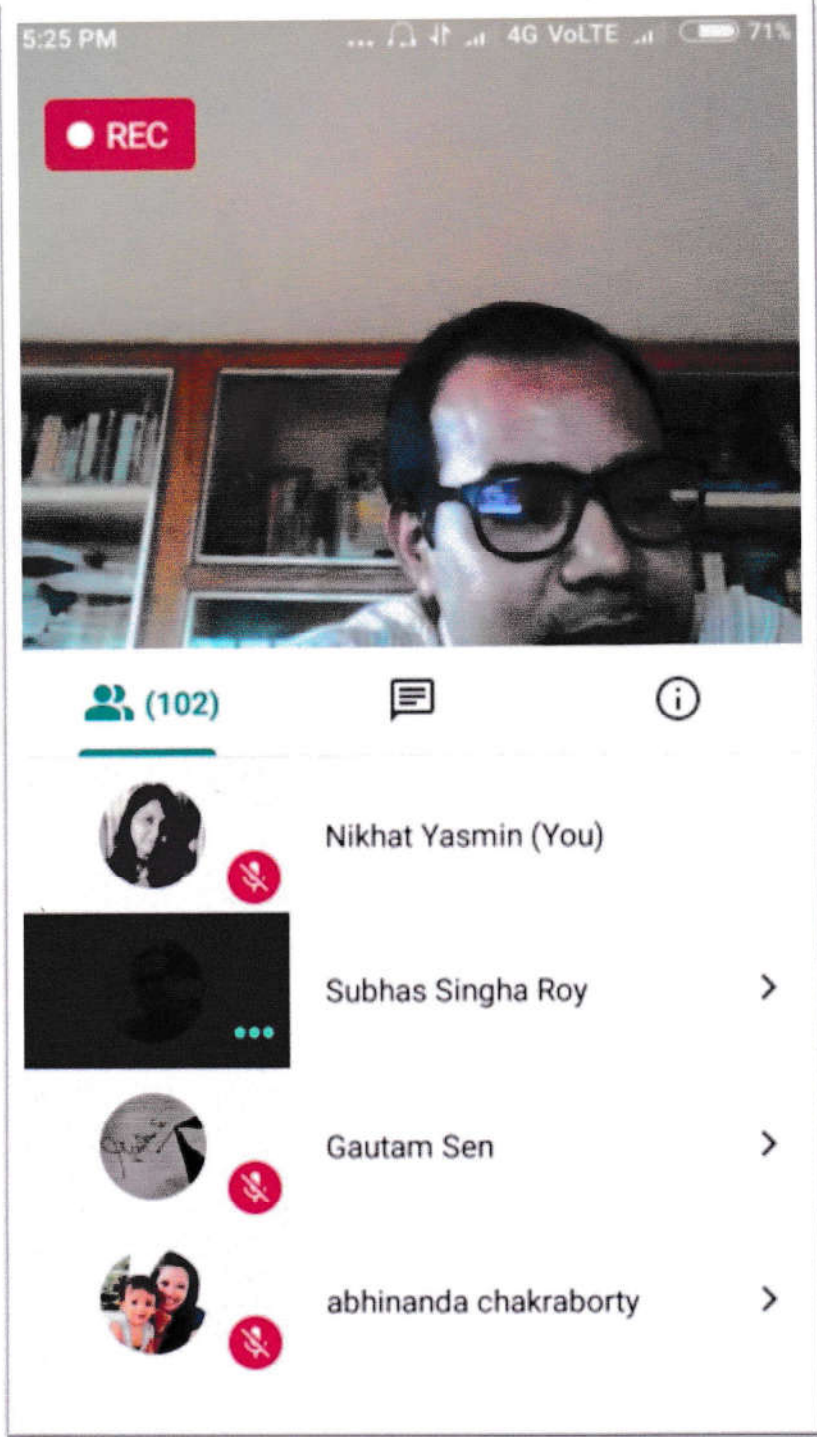 5:25 PM ... 4G VoLTE 71%
REC
(102)
Nikhat Yasmin (You)
Subhas Singha Roy
Gautam Sen
abhinanda chakraborty